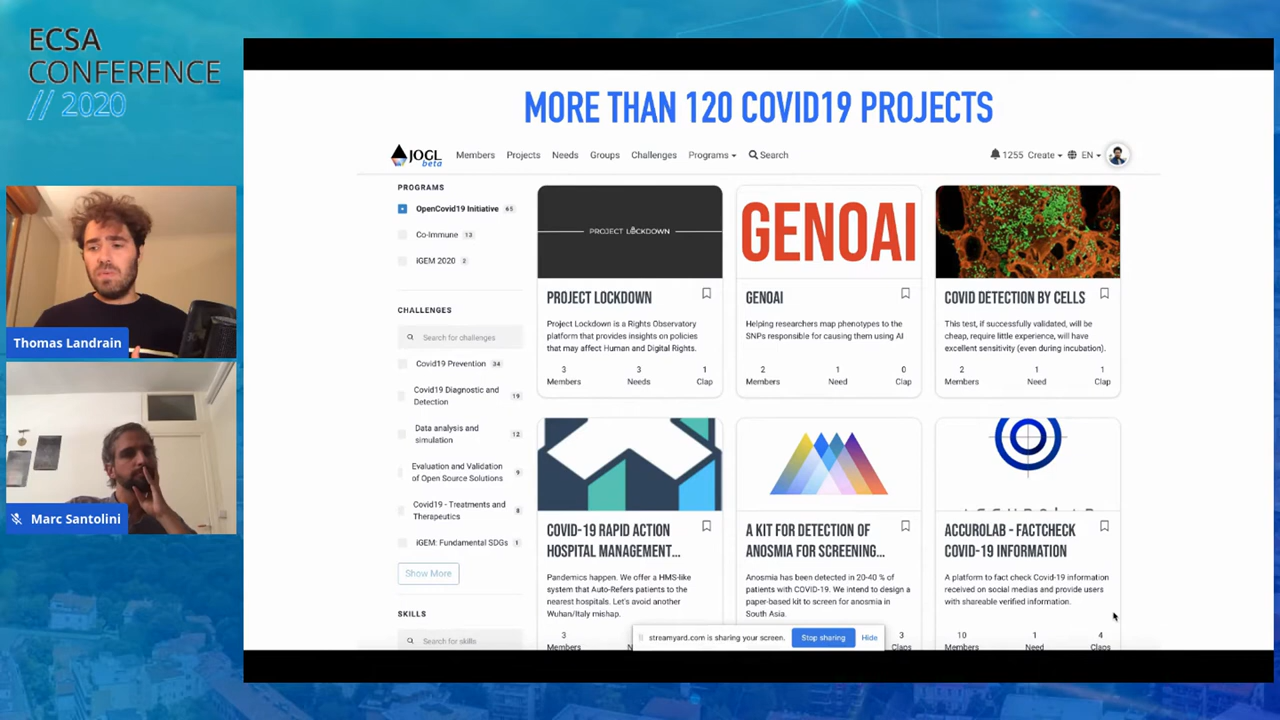 ECSA
CONFERENCE
// 2020
Thomas Landrain
Marc Santolini
MORE THAN 120 COVID19 PROJECTS
JOGL
beta
Members Projects Needs Groups Challenges Programs Search
1255 Create EN
PROGRAMS
OpenCovid19 Initiative 65
Co-Immune 13
iGEM 2020 2
CHALLENGES
Search for challenges
Covid19 Prevention 34
Covid19 Diagnostic and
Detection 19
Data analysis and
simulation 12
Evaluation and Validation
of Open Source Solutions 9
Covid19 - Treatments and
Therapeutics 8
iGEM: Fundamental SDGs 1
Show More
SKILLS
Search for skills
PROJECT LOCKDOWN
PROJECT LOCKDOWN
Project Lockdown is a Rights Observatory
platform that provides insights on policies
that may affect Human and Digital Rights.
3 3 1
Members Needs Clap
GENOAI
GENOAI
Helping researchers map phenotypes to the
SNPs responsible for causing them using AI
2 1 0
Members Need Clap
COVID DETECTION BY CELLS
This test, if successfully validated, will be
cheap, require little experience, will have
excellent sensitivity (even during incubation).
2 1 1
Members Need Clap
COVID-19 RAPID ACTION
HOSPITAL MANAGEMENT...
Pandemics happen. We offer a HMS-like
system that Auto-Refers patients to the
nearest hospitals. Let's avoid another
Wuhan/Italy mishap.
3
Members N
A KIT FOR DETECTION OF
ANOSMIA FOR SCREENING...
Anosmia has been detected in 20-40 % of
patients with COVID-19. We intend to design a
paper-based kit to screen for anosmia in
South Asia.
3
Claps
ACCUROLAB - FACTCHECK
COVID-19 INFORMATION
A platform to fact check Covid-19 information
received on social medias and provide users
with shareable verified information.
10 1 4
Members Need Claps
streamyard.com is sharing your screen. Stop sharing Hide